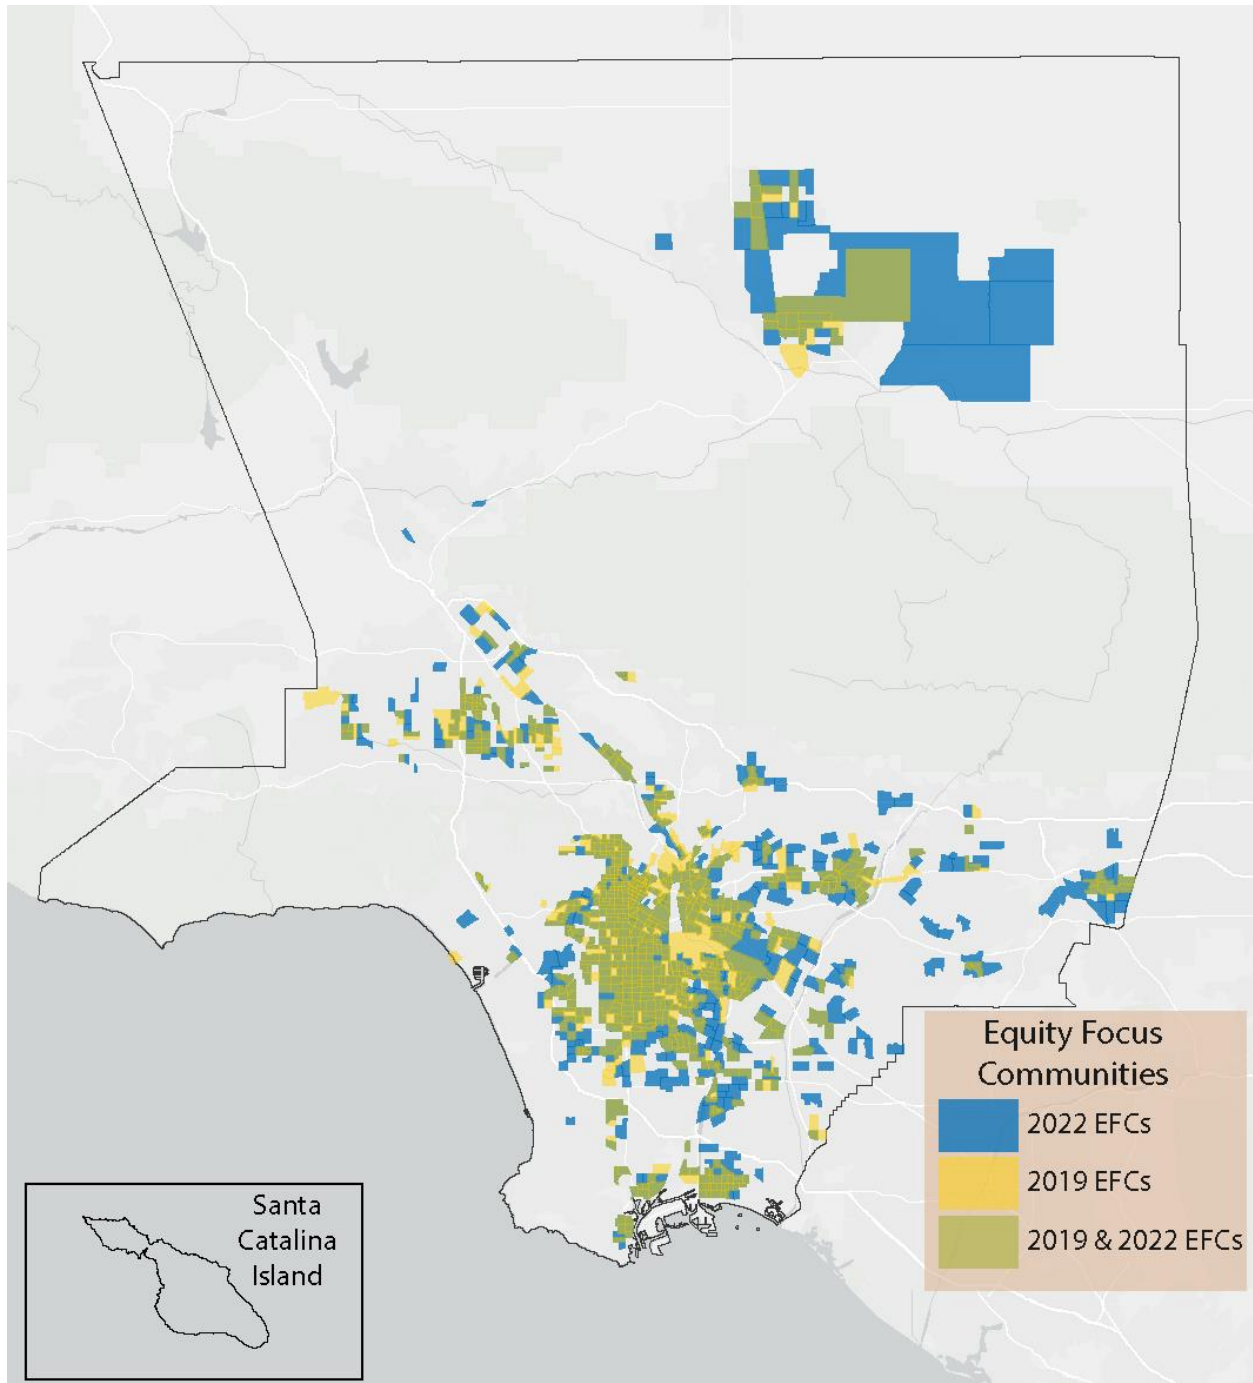 Equity Focus
Communities
2022 EFCs
2019 EFCs
2019 & 2022 EFCs
Santa
Catalina
Island